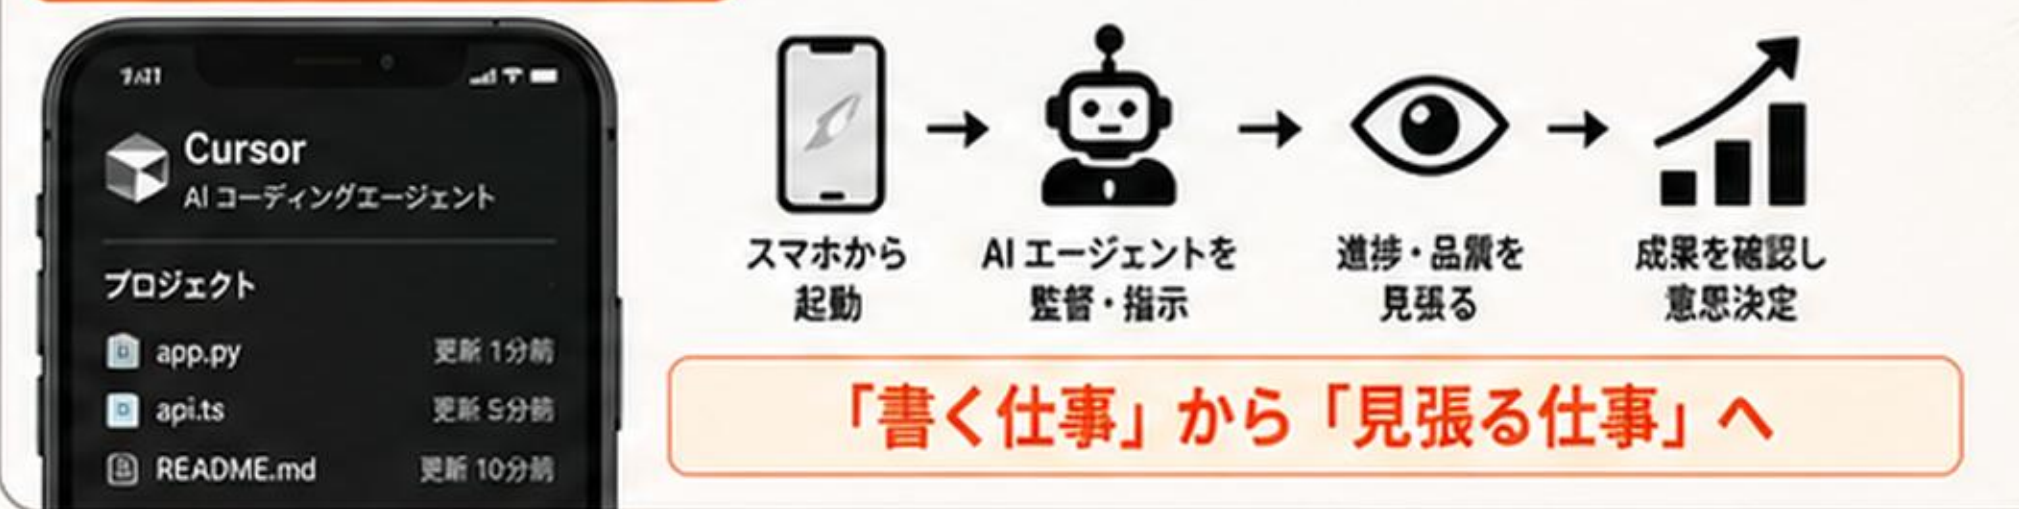 Cursor
AI コーディングエージェント
プロジェクト
app.py 更新 1分前
api.ts 更新 5分前
README.md 更新 10分前
スマホから
起動
AI エージェントを
監督・指示
進捗・品質を
見張る
成果を確認し
意思決定
「書く仕事」から「見張る仕事」へ